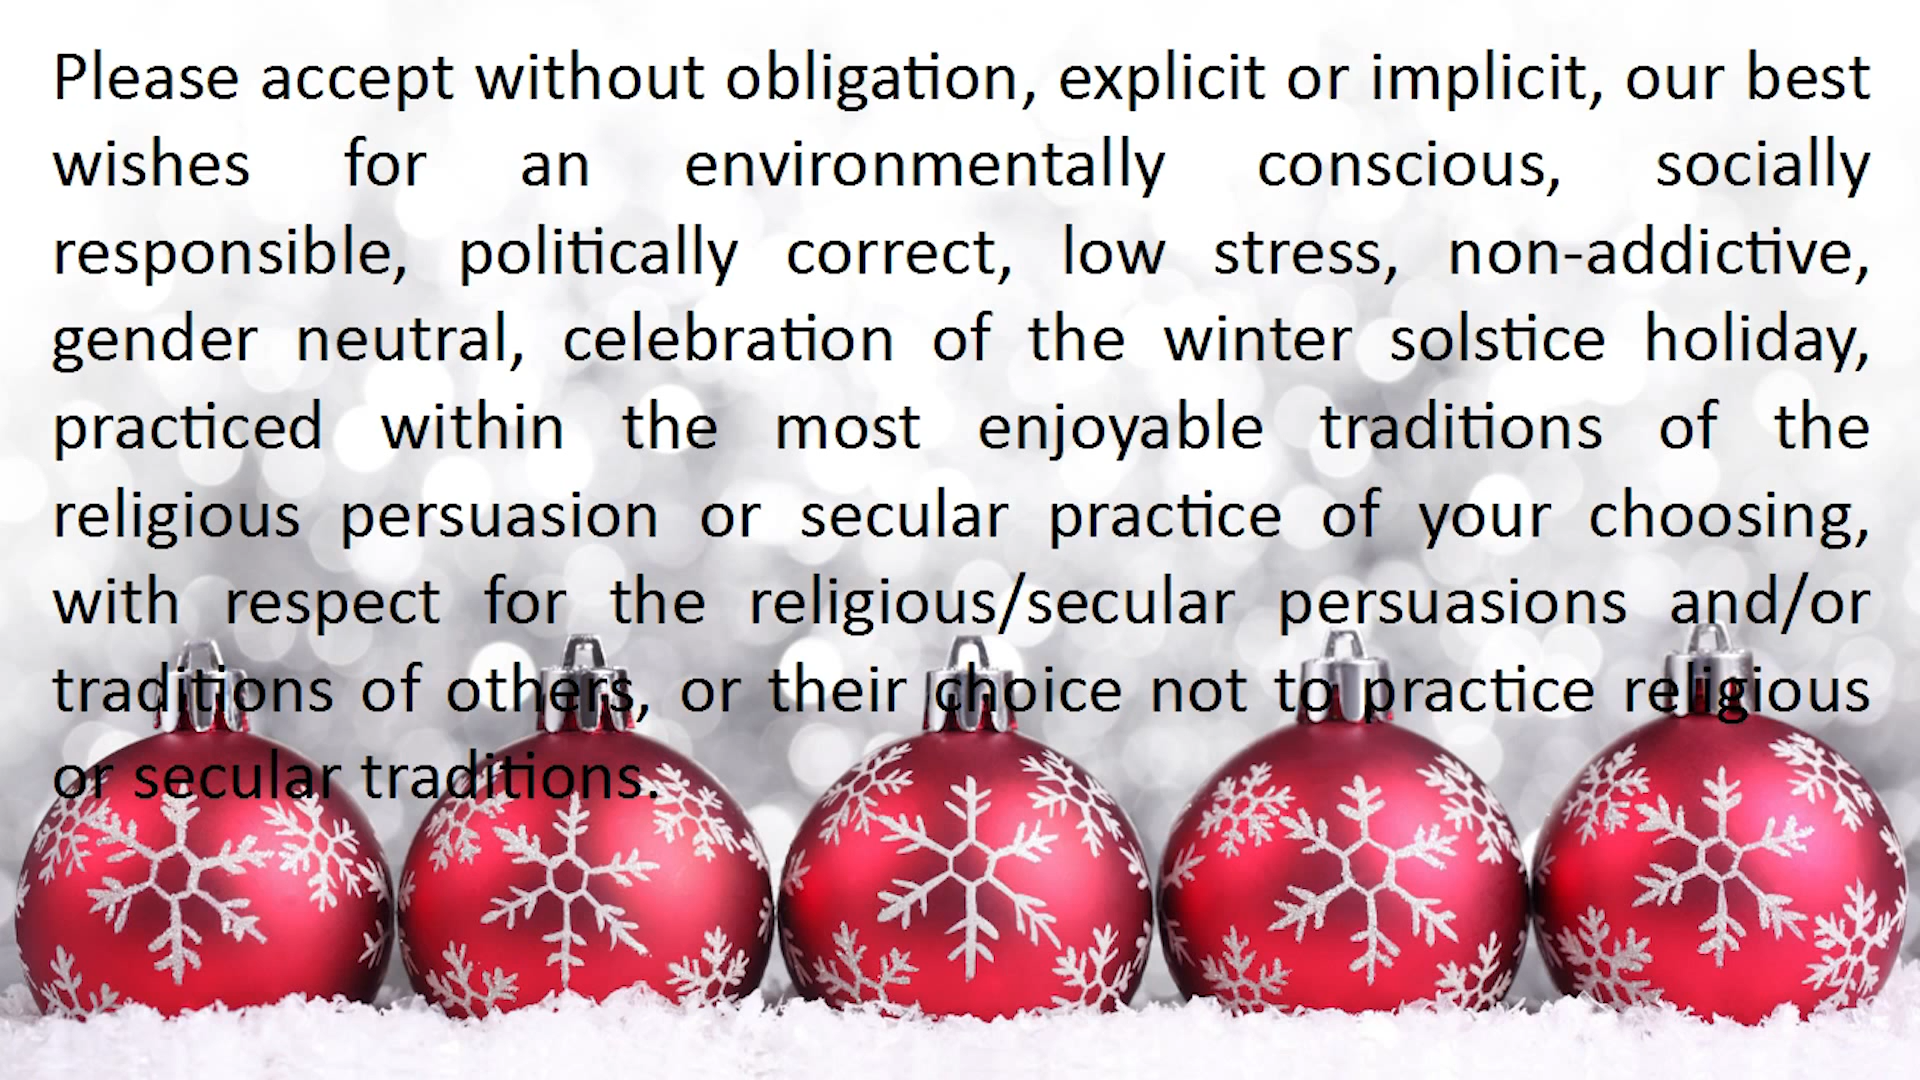 Please accept without obligation, explicit or implicit, our best
wishes for an environmentally conscious, socially
responsible, politically correct, low stress, non-addictive,
gender neutral, celebration of the winter solstice holiday,
practiced within the most enjoyable traditions of the
religious persuasion or secular practice of your choosing,
with respect for the religious/secular persuasions and/or
traditions of others, or their choice not to practice religious
or secular traditions.